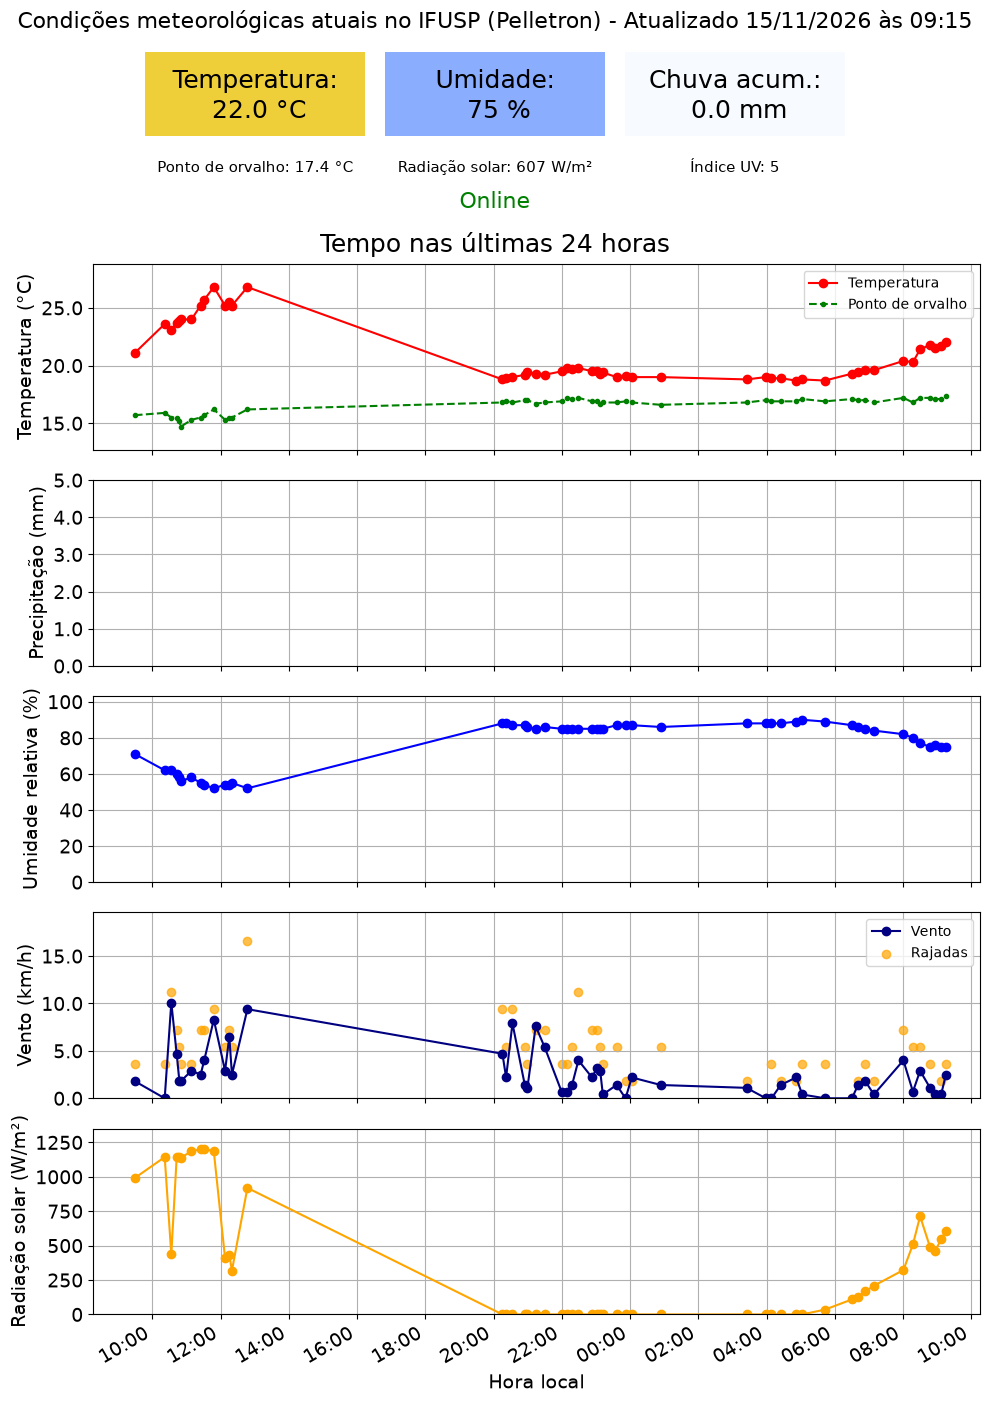 Condições meteorológicas atuais no IFUSP (Pelletron) - Atualizado 15/11/2026 às 09:15
Temperatura:
22.0 °C
Umidade:
75 %
Chuva acum.:
0.0 mm
Ponto de orvalho: 17.4 °C
Radiação solar: 607 W/m²
Índice UV: 5
Online
Tempo nas últimas 24 horas
Temperatura (°C)
25.0
20.0
15.0
Temperatura
Ponto de orvalho
Precipitação (mm)
5.0
4.0
3.0
2.0
1.0
0.0
Umidade relativa (%)
100
80
60
40
20
0
Vento (km/h)
15.0
10.0
5.0
0.0
Vento
Rajadas
Radiação solar (W/m²)
1250
1000
750
500
250
0
10:00
12:00
14:00
16:00
18:00
20:00
22:00
00:00
02:00
04:00
06:00
08:00
10:00
Hora local